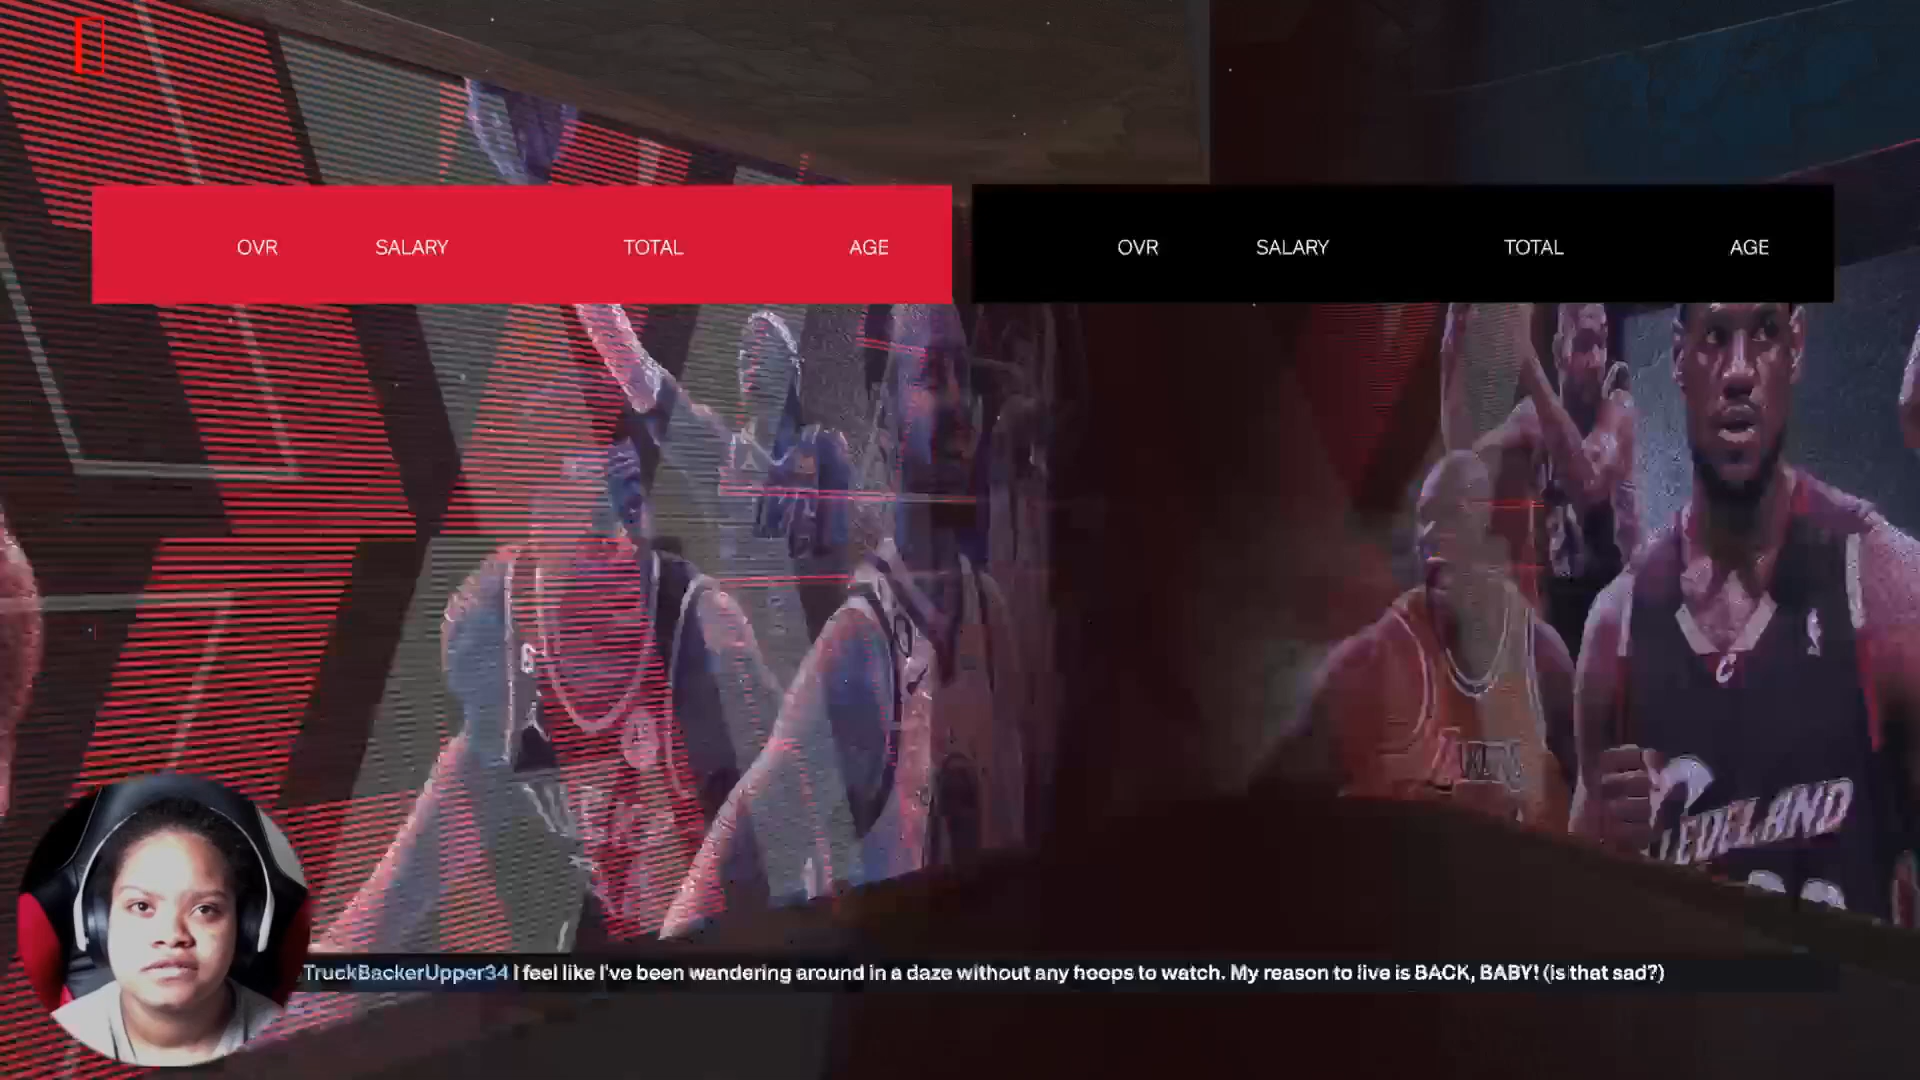 OVR SALARY TOTAL AGE
OVR SALARY TOTAL AGE
CLEVELAND
TruckBackerUpper34 I feel like I've been wandering around in a daze without any hoops to watch. My reason to live is BACK, BABY! (is that sad?)